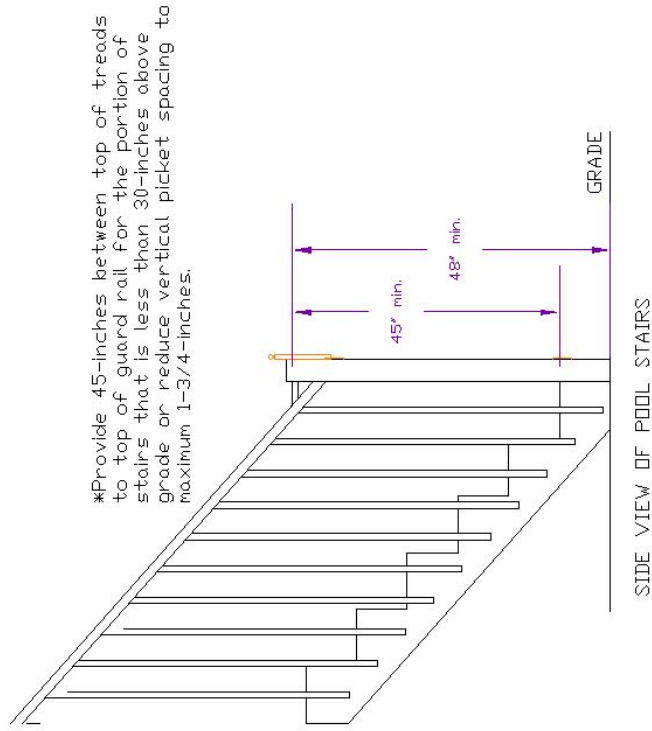 *Provide 45-inches between top of treads
to top of guard rail for the portion of
stairs that is less than 30-inches above
grade or reduce vertical picket spacing to
maximum 1-3/4-inches.
45" min.
48" min.
GRADE
SIDE VIEW OF POOL STAIRS